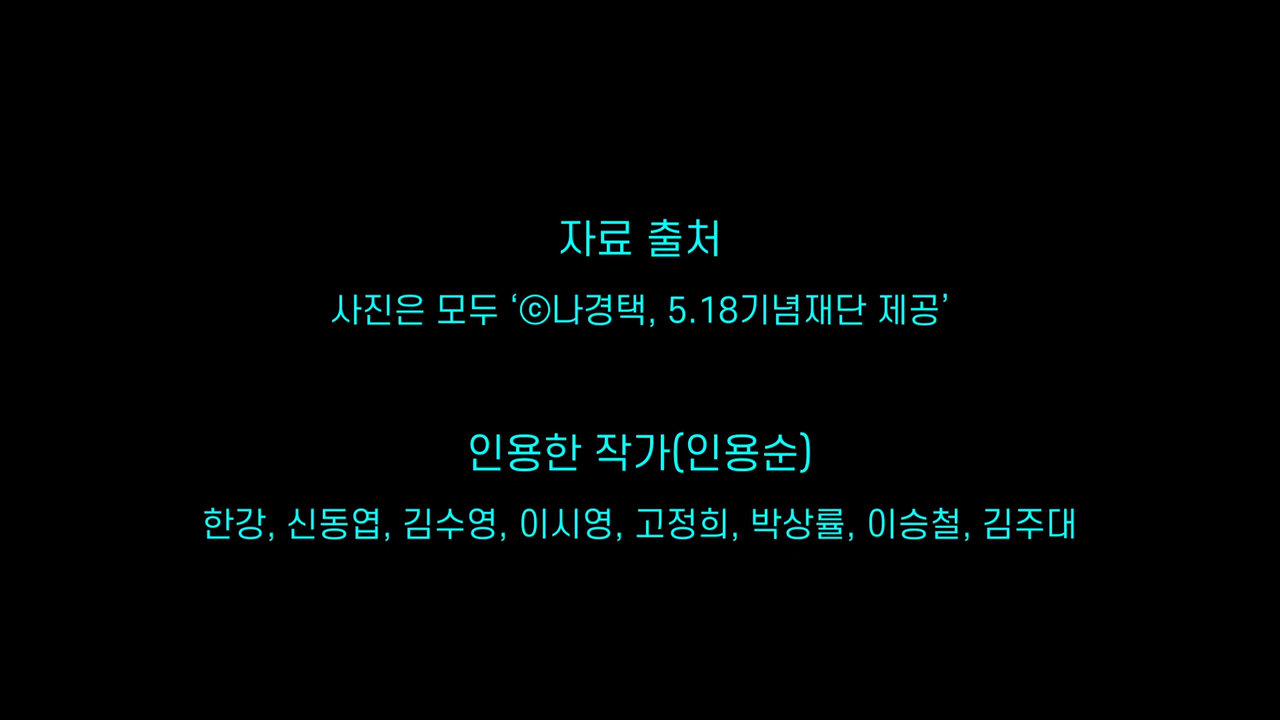 자료 출처
사진은 모두 ‘ⓒ나경택, 5.18기념재단 제공’
인용한 작가(인용순)
한강, 신동엽, 김수영, 이시영, 고정희, 박상률, 이승철, 김주대